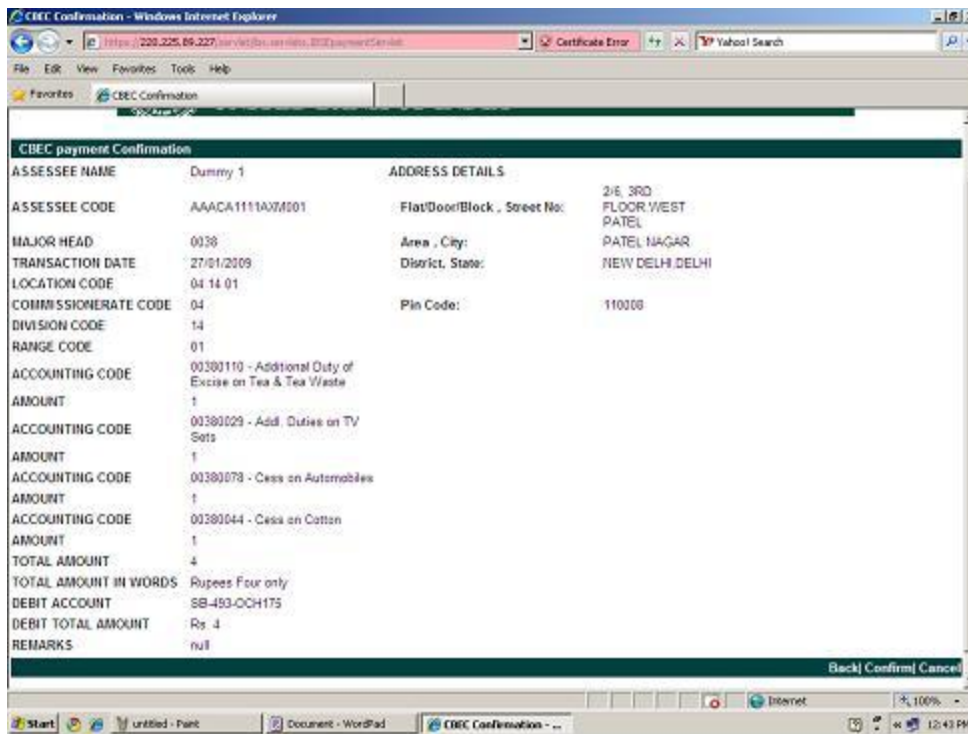 CBEC Confirmation - Windows Internet Explorer
https://220.225.89.227/
Certificate Error
Yahoo! Search
File Edit View Favorites Tools Help
Favorites
CBEC Confirmation
CBEC payment Confirmation
ASSESSEE NAME Dummy 1 ADDRESS DETAILS
ASSESSEE CODE AAACA1111AXM001 Flat/Door/Block , Street No: 2/6, 3RD
FLOOR,WEST
PATEL
MAJOR HEAD 0038 Area , City: PATEL NAGAR
TRANSACTION DATE 27/01/2009 District, State: NEW DELHI,DELHI
LOCATION CODE 04 14 01
COMMISSIONERATE CODE 04 Pin Code: 110008
DIVISION CODE 14
RANGE CODE 01
ACCOUNTING CODE 00380110 - Additional Duty of
Excise on Tea & Tea Waste
AMOUNT 1
ACCOUNTING CODE 00380029 - Addl. Duties on TV
Sets
AMOUNT 1
ACCOUNTING CODE 00380078 - Cess on Automobiles
AMOUNT 1
ACCOUNTING CODE 00380044 - Cess on Cotton
AMOUNT 1
TOTAL AMOUNT 4
TOTAL AMOUNT IN WORDS Rupees Four only
DEBIT ACCOUNT SB-493-OCH175
DEBIT TOTAL AMOUNT Rs. 4
REMARKS null
Back| Confirm| Cancel
Internet 100%
Start untitled - Paint Document - WordPad CBEC Confirmation - ... 12:43 PM